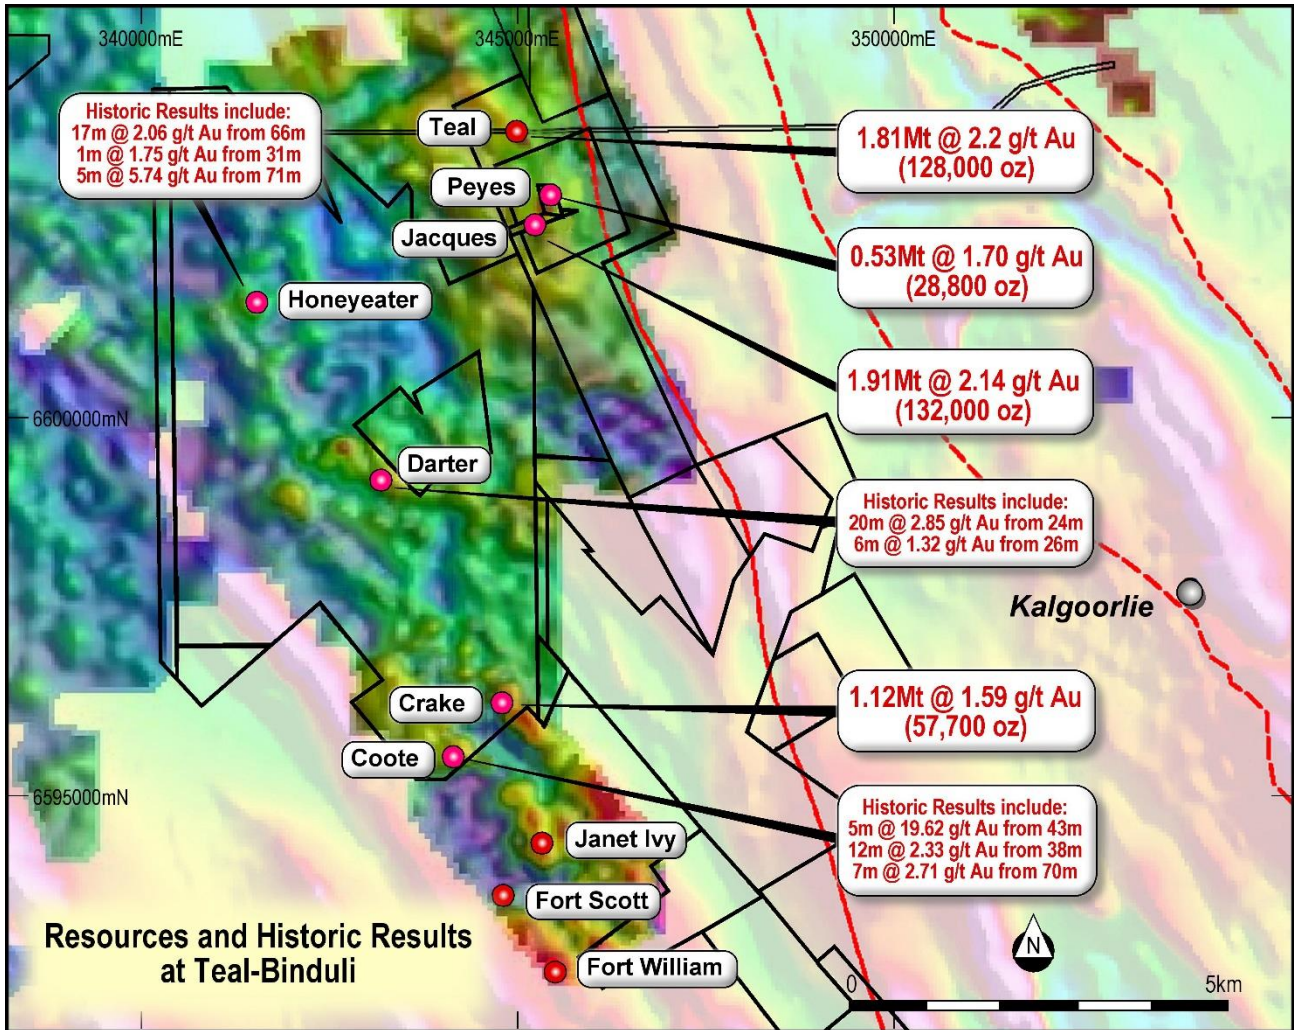 340000mE
345000mE
350000mE
Historic Results include:
17m @ 2.06 g/t Au from 66m
1m @ 1.75 g/t Au from 31m
5m @ 5.74 g/t Au from 71m
Teal
1.81Mt @ 2.2 g/t Au
(128,000 oz)
Peyes
Jacques
0.53Mt @ 1.70 g/t Au
(28,800 oz)
Honeyeater
1.91Mt @ 2.14 g/t Au
(132,000 oz)
6600000mN
Darter
Historic Results include:
20m @ 2.85 g/t Au from 24m
6m @ 1.32 g/t Au from 26m
Kalgoorlie
Crake
1.12Mt @ 1.59 g/t Au
(57,700 oz)
Coote
6595000mN
Historic Results include:
5m @ 19.62 g/t Au from 43m
12m @ 2.33 g/t Au from 38m
7m @ 2.71 g/t Au from 70m
Janet Ivy
Fort Scott
Fort William
Resources and Historic Results
at Teal-Binduli
N
0
5km